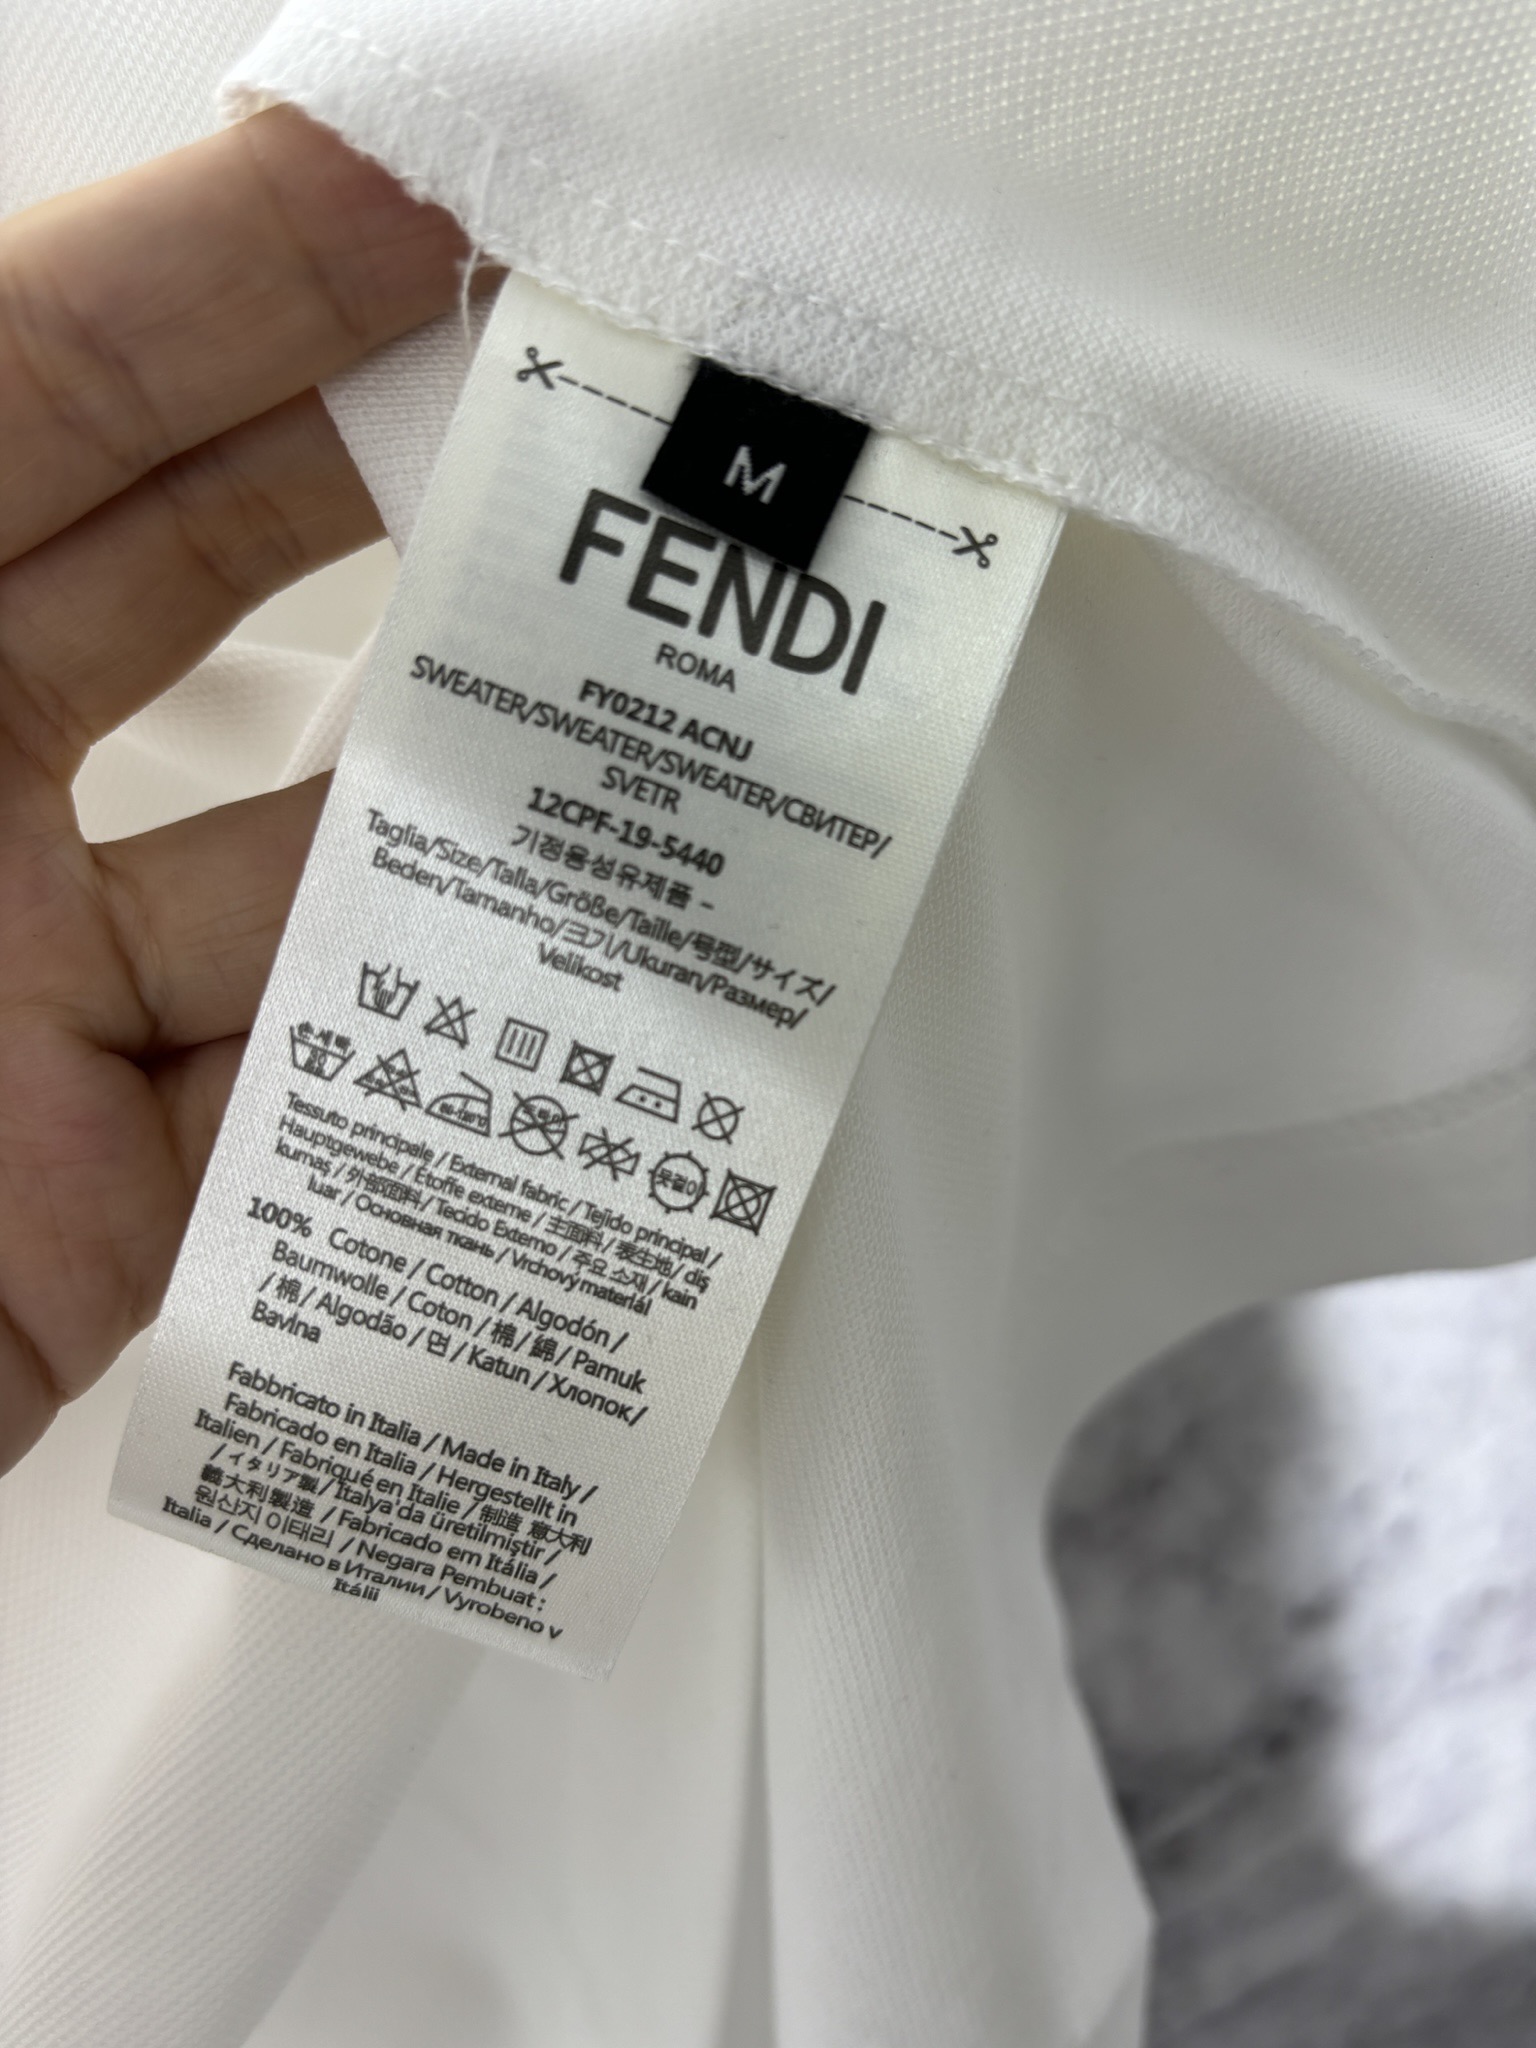 M
FENDI
ROMA
FY0212 ACNJ
SWEATER/SWEATER/SWEATER/СВИТЕР/
SVETR
12CPF-19-5440
기정용섬유제품 -
Taglia/Size/Talla/Größe/Taille/号型/サイズ/
Beden/Tamanho/크기/Ukuran/Размер/
Velikost
손세탁
Tessuto principale / External fabric / Tejido principal /
Hauptgewebe / Etoffe externe / 主面料 / 表生地 / dış
kumaş / 外部面料 / Tecido Externo / 주요 소재 / kain
luar / Основная ткань / Vrchový materiál
100% Cotone / Cotton / Algodón /
Baumwolle / Coton / 棉 / 綿 / Pamuk
/ 棉 / Algodão / 면 / Katun / Хлопок /
Bavlna
Fabbricato in Italia / Made in Italy /
Fabricado en Italia / Hergestellt in
Italien / Fabriqué en Italie / 制造 意大利
/ イタリア製 / İtalya'da üretilmiştir /
義大利製造 / Fabricado em Itália /
원산지 이태리 / Negara Pembuat :
Italia / Сделано в Италии / Vyrobeno v
Itálii